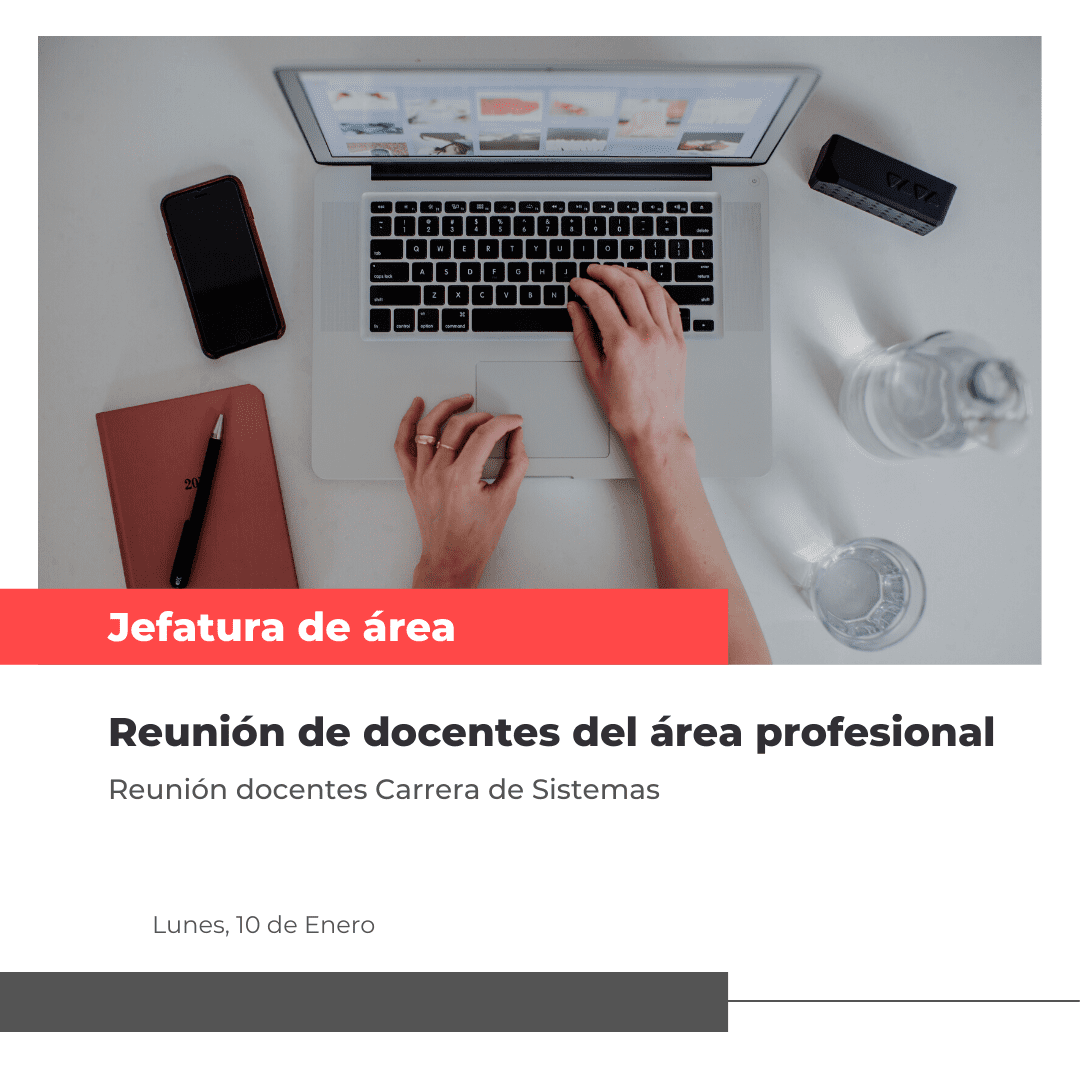 Jefatura de área
Reunión de docentes del área profesional
Reunión docentes Carrera de Sistemas
Lunes, 10 de Enero